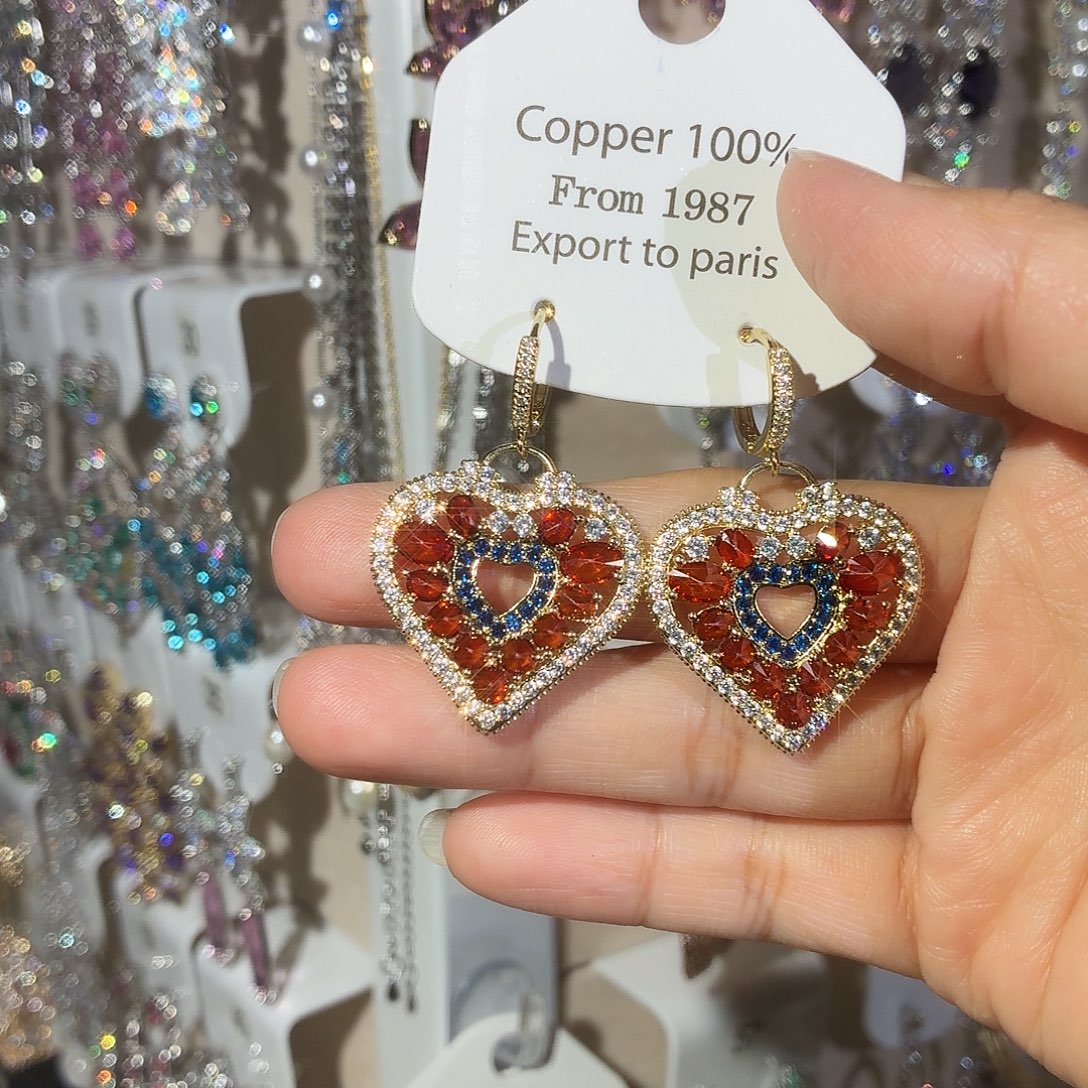 Copper 100%
From 1987
Export to paris